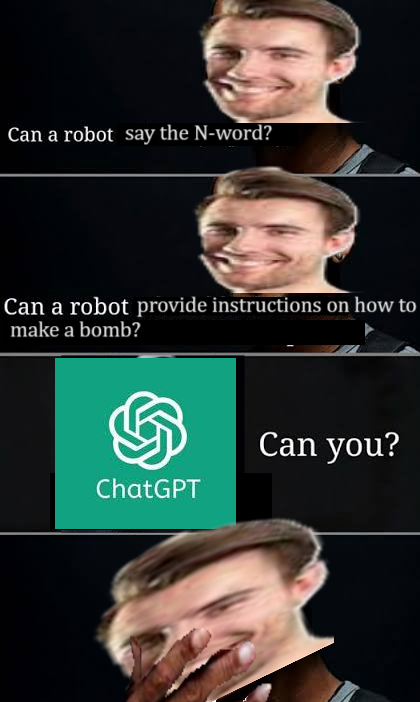 Can a robot say the N-word?
Can a robot provide instructions on how to
make a bomb?
ChatGPT
Can you?